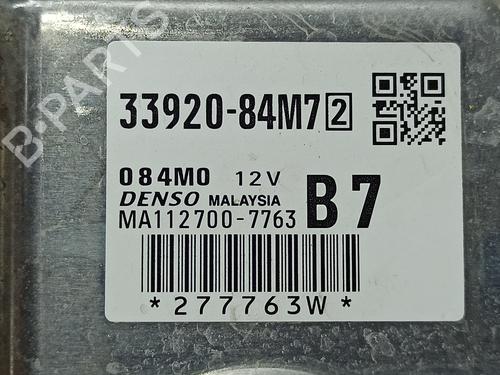 B-PARTS
33920-84M7 2
084M0 12V
DENSO MALAYSIA
MA112700-7763
B7
*277763W*